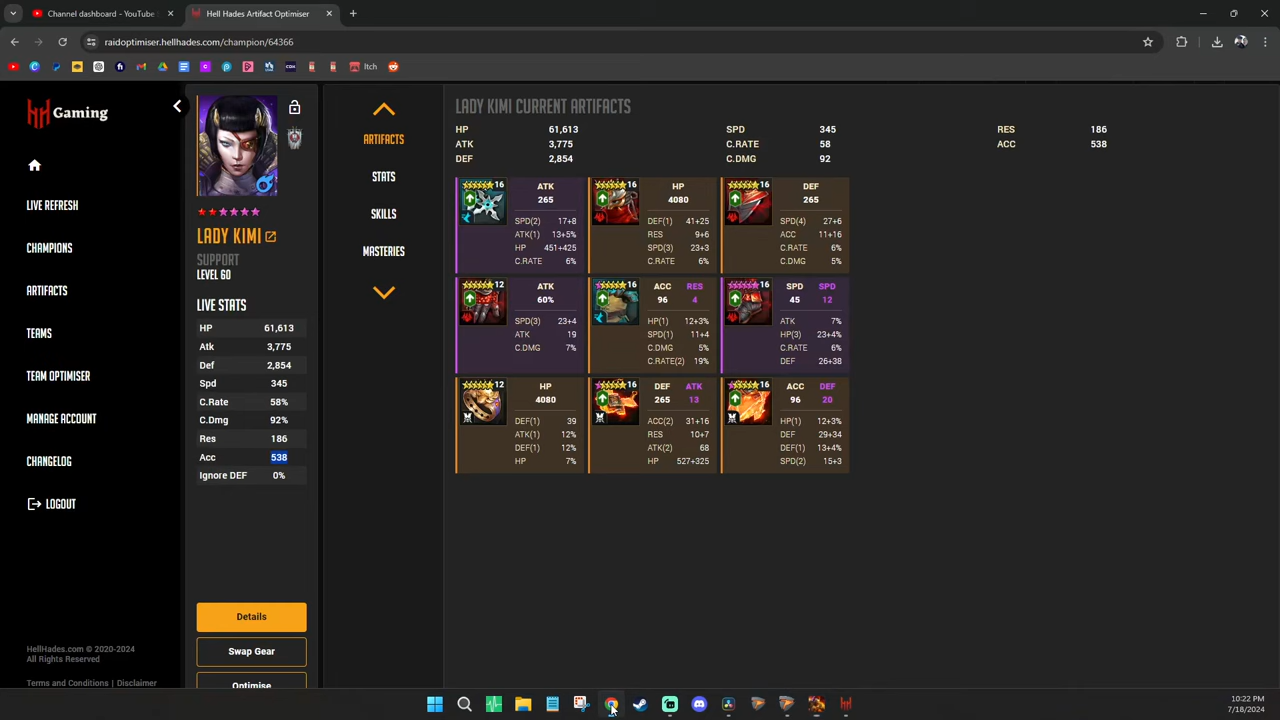 Channel dashboard - YouTube S
Hell Hades Artifact Optimiser
raidoptimiser.hellhades.com/champion/64366
Itch
Gaming
LIVE REFRESH
CHAMPIONS
ARTIFACTS
TEAMS
TEAM OPTIMISER
MANAGE ACCOUNT
CHANGELOG
LOGOUT
HellHades.com © 2020-2024
All Rights Reserved
Terms and Conditions | Disclaimer
LADY KIMI
SUPPORT
LEVEL 60
LIVE STATS
HP 61,613
Atk 3,775
Def 2,854
Spd 345
C.Rate 58%
C.Dmg 92%
Res 186
Acc 538
Ignore DEF 0%
Details
Swap Gear
Optimise
ARTIFACTS
STATS
SKILLS
MASTERIES
LADY KIMI CURRENT ARTIFACTS
HP 61,613 SPD 345 RES 186
ATK 3,775 C.RATE 58 ACC 538
DEF 2,854 C.DMG 92
16 ATK
265
SPD(2) 17+8
ATK(1) 13+5%
HP 451+425
C.RATE 6%
16 HP
4080
DEF(1) 41+25
RES 9+6
SPD(3) 23+3
C.RATE 6%
16 DEF
265
SPD(4) 27+6
ACC 11+16
C.RATE 6%
C.DMG 5%
12 ATK
60%
SPD(3) 23+4
ATK 19
C.DMG 7%
16 ACC RES
96 4
HP(1) 12+3%
SPD(1) 11+4
C.DMG 5%
C.RATE(2) 19%
16 SPD SPD
45 12
ATK 7%
HP(3) 23+4%
C.RATE 6%
DEF 26+38
12 HP
4080
DEF(1) 39
ATK(1) 12%
DEF(1) 12%
HP 7%
16 DEF ATK
265 13
ACC(2) 31+16
RES 10+7
ATK(2) 68
HP 527+325
16 ACC DEF
96 20
HP(1) 12+3%
DEF 29+34
DEF(1) 13+4%
SPD(2) 15+3
10:22 PM
7/18/2024